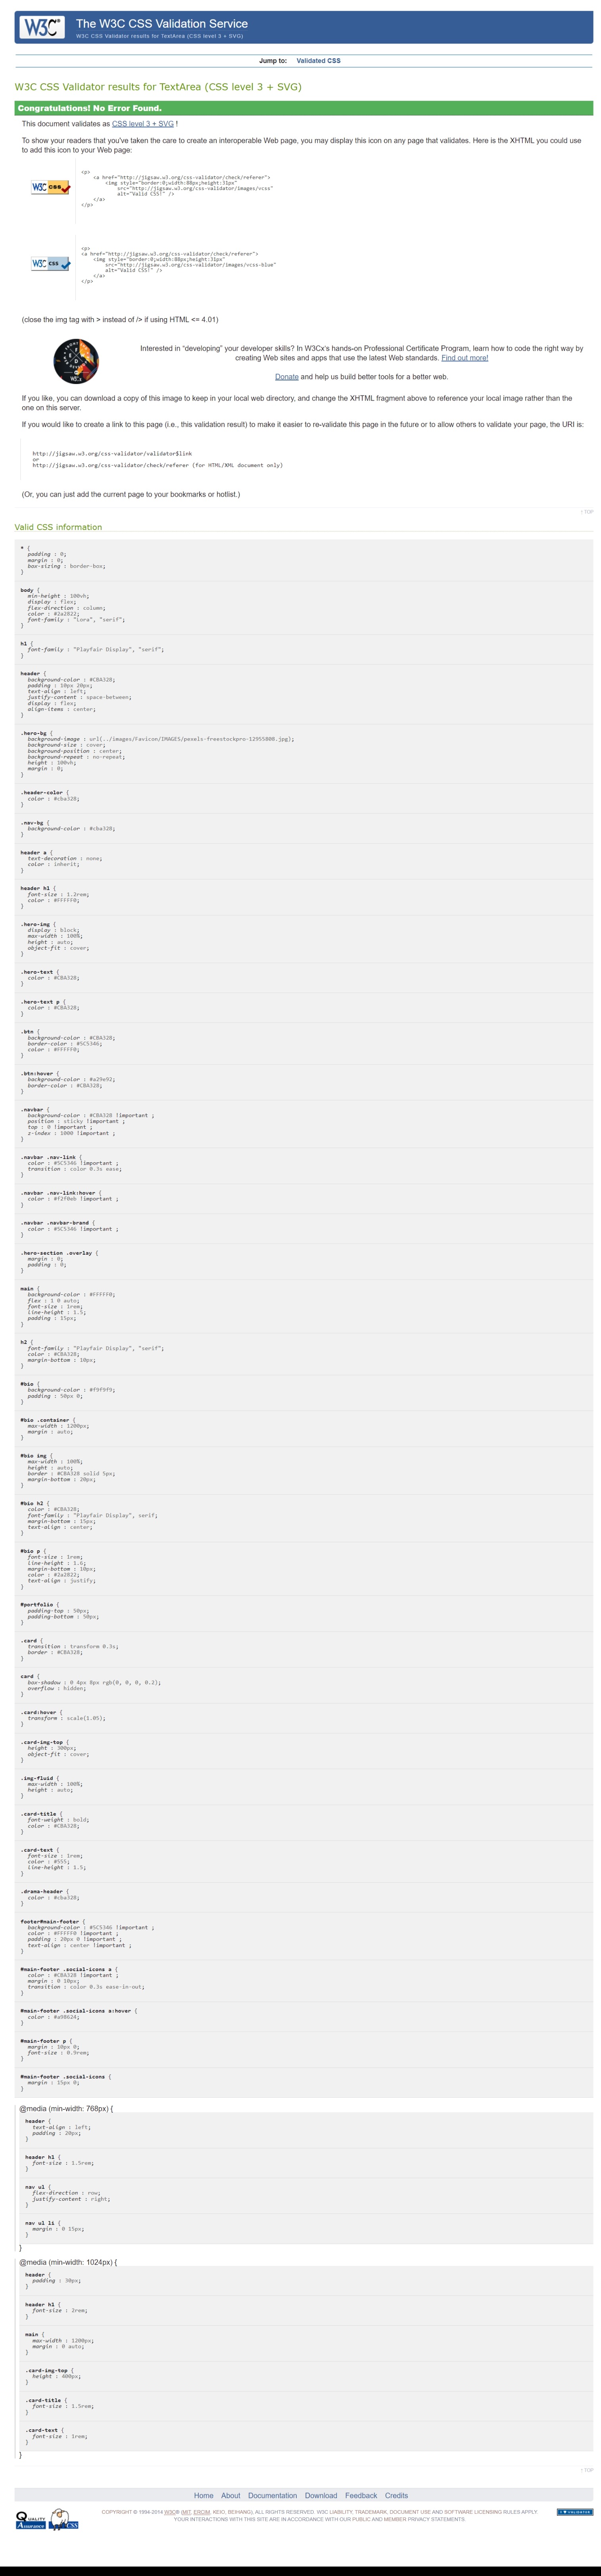 W3C®
The W3C CSS Validation Service
W3C CSS Validator results for TextArea (CSS level 3 + SVG)
Jump to: Validated CSS
W3C CSS Validator results for TextArea (CSS level 3 + SVG)
Congratulations! No Error Found.
This document validates as CSS level 3 + SVG !
To show your readers that you've taken the care to create an interoperable Web page, you may display this icon on any page that validates. Here is the XHTML you could use
to add this icon to your Web page:
W3C css
<p>
<a href="http://jigsaw.w3.org/css-validator/check/referer">
<img style="border:0;width:88px;height:31px"
src="http://jigsaw.w3.org/css-validator/images/vcss"
alt="Valid CSS!" />
</a>
</p>
W3C css
<p>
<a href="http://jigsaw.w3.org/css-validator/check/referer">
<img style="border:0;width:88px;height:31px"
src="http://jigsaw.w3.org/css-validator/images/vcss-blue"
alt="Valid CSS!" />
</a>
</p>
(close the img tag with > instead of /> if using HTML <= 4.01)
Interested in "developing" your developer skills? In W3Cx's hands-on Professional Certificate Program, learn how to code the right way by
creating Web sites and apps that use the latest Web standards. Find out more!
Donate and help us build better tools for a better web.
If you like, you can download a copy of this image to keep in your local web directory, and change the XHTML fragment above to reference your local image rather than the
one on this server.
If you would like to create a link to this page (i.e., this validation result) to make it easier to re-validate this page in the future or to allow others to validate your page, the URI is:
http://jigsaw.w3.org/css-validator/validator$link
or
http://jigsaw.w3.org/css-validator/check/referer (for HTML/XML document only)
(Or, you can just add the current page to your bookmarks or hotlist.)
↑ TOP
Valid CSS information
* {
padding : 0;
margin : 0;
box-sizing : border-box;
}
body {
min-height : 100vh;
display : flex;
flex-direction : column;
color : #2a2822;
font-family : "Lora", "serif";
}
h1 {
font-family : "Playfair Display", "serif";
}
header {
background-color : #CBA328;
padding : 10px 20px;
text-align : left;
justify-content : space-between;
display : flex;
align-items : center;
}
.hero-bg {
background-image : url(../images/Favicon/IMAGES/pexels-freestockpro-12955808.jpg);
background-size : cover;
background-position : center;
background-repeat : no-repeat;
height : 100vh;
margin : 0;
}
.header-color {
color : #cba328;
}
.nav-bg {
background-color : #cba328;
}
header a {
text-decoration : none;
color : inherit;
}
header h1 {
font-size : 1.2rem;
color : #FFFFF0;
}
.hero-img {
display : block;
max-width : 100%;
height : auto;
object-fit : cover;
}
.hero-text {
color : #CBA328;
}
.hero-text p {
color : #CBA328;
}
.btn {
background-color : #CBA328;
border-color : #5C5346;
color : #FFFFF0;
}
.btn:hover {
background-color : #a29e92;
border-color : #CBA328;
}
.navbar {
background-color : #CBA328 !important ;
position : sticky !important ;
top : 0 !important ;
z-index : 1000 !important ;
}
.navbar .nav-link {
color : #5C5346 !important ;
transition : color 0.3s ease;
}
.navbar .nav-link:hover {
color : #f2f0eb !important ;
}
.navbar .navbar-brand {
color : #5C5346 !important ;
}
.hero-section .overlay {
margin : 0;
padding : 0;
}
main {
background-color : #FFFFF0;
flex : 1 0 auto;
font-size : 1rem;
line-height : 1.5;
padding : 15px;
}
h2 {
font-family : "Playfair Display", "serif";
color : #CBA328;
margin-bottom : 10px;
}
#bio {
background-color : #f9f9f9;
padding : 50px 0;
}
#bio .container {
max-width : 1200px;
margin : auto;
}
#bio img {
max-width : 100%;
height : auto;
border : #CBA328 solid 5px;
margin-bottom : 20px;
}
#bio h2 {
color : #CBA328;
font-family : "Playfair Display", serif;
margin-bottom : 15px;
text-align : center;
}
#bio p {
font-size : 1rem;
line-height : 1.6;
margin-bottom : 10px;
color : #2a2822;
text-align : justify;
}
#portfolio {
padding-top : 50px;
padding-bottom : 50px;
}
.card {
transition : transform 0.3s;
border : #CBA328;
}
card {
box-shadow : 0 4px 8px rgb(0, 0, 0, 0.2);
overflow : hidden;
}
.card:hover {
transform : scale(1.05);
}
.card-img-top {
height : 300px;
object-fit : cover;
}
.img-fluid {
max-width : 100%;
height : auto;
}
.card-title {
font-weight : bold;
color : #CBA328;
}
.card-text {
font-size : 1rem;
color : #555;
line-height : 1.5;
}
.drama-header {
color : #cba328;
}
footer#main-footer {
background-color : #5C5346 !important ;
color : #FFFFF0 !important ;
padding : 20px 0 !important ;
text-align : center !important ;
}
#main-footer .social-icons a {
color : #CBA328 !important ;
margin : 0 10px;
transition : color 0.3s ease-in-out;
}
#main-footer .social-icons a:hover {
color : #a98624;
}
#main-footer p {
margin : 10px 0;
font-size : 0.9rem;
}
#main-footer .social-icons {
margin : 15px 0;
}
@media (min-width: 768px) {
header {
text-align : left;
padding : 20px;
}
header h1 {
font-size : 1.5rem;
}
nav ul {
flex-direction : row;
justify-content : right;
}
nav ul li {
margin : 0 15px;
}
}
@media (min-width: 1024px) {
header {
padding : 30px;
}
header h1 {
font-size : 2rem;
}
main {
max-width : 1200px;
margin : 0 auto;
}
.card-img-top {
height : 400px;
}
.card-title {
font-size : 1.5rem;
}
.card-text {
font-size : 1rem;
}
}
↑ TOP
Home About Documentation Download Feedback Credits
QUALITY Assurance CSS
COPYRIGHT © 1994-2014 W3C® (MIT, ERCIM, KEIO, BEIHANG), ALL RIGHTS RESERVED. W3C LIABILITY, TRADEMARK, DOCUMENT USE AND SOFTWARE LICENSING RULES APPLY.
YOUR INTERACTIONS WITH THIS SITE ARE IN ACCORDANCE WITH OUR PUBLIC AND MEMBER PRIVACY STATEMENTS.
I ♥ VALIDATOR